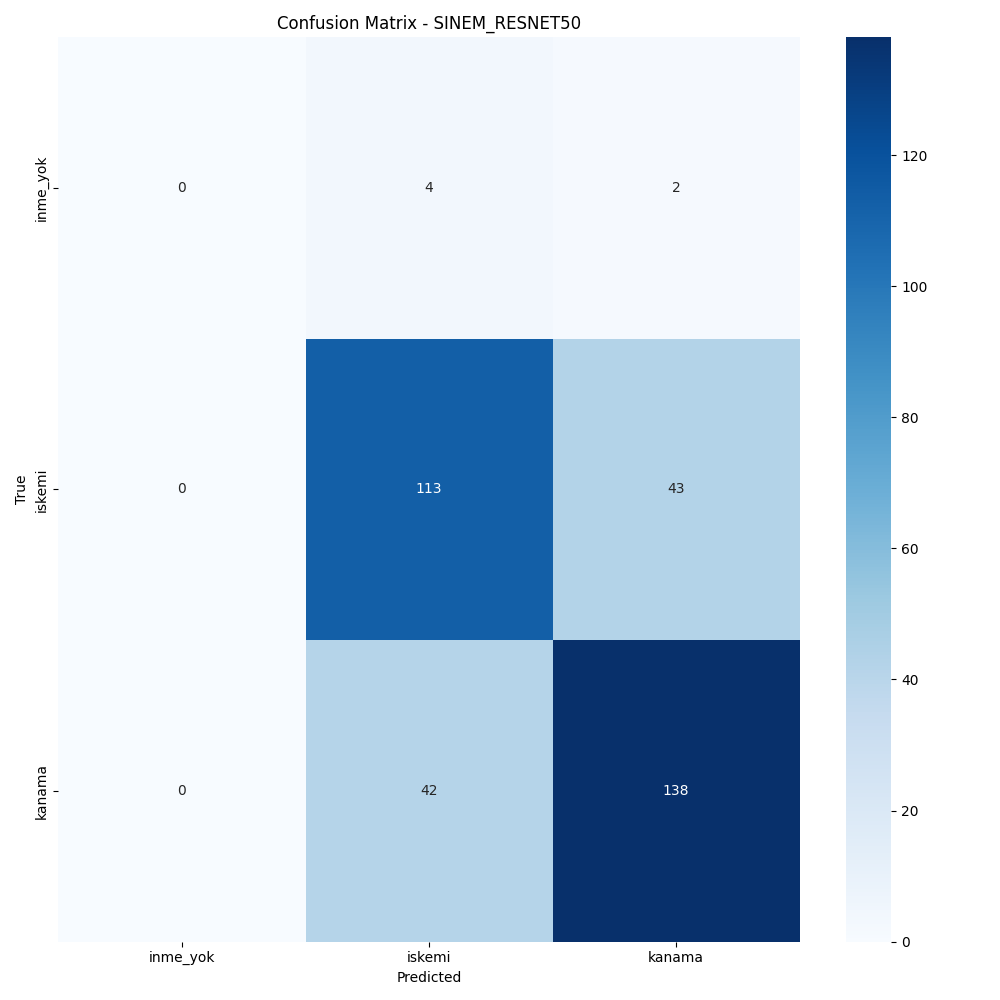 Confusion Matrix - SINEM_RESNET50
True
inme_yok
0 4 2
iskemi
0 113 43
kanama
0 42 138
inme_yok iskemi kanama
Predicted
120
100
80
60
40
20
0